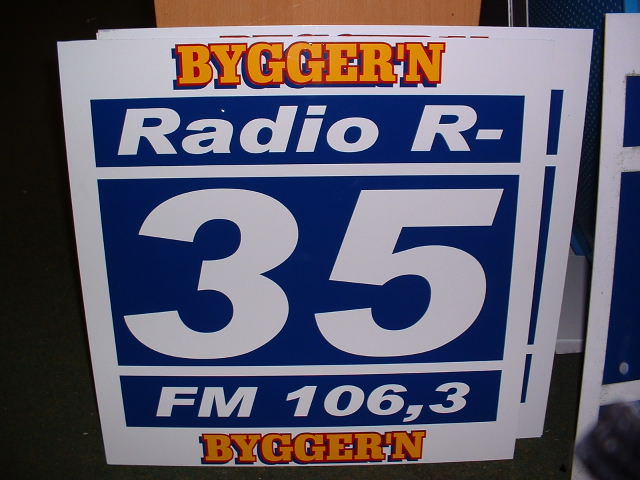 BYGGER'N
Radio R-
35
FM 106,3
BYGGER'N